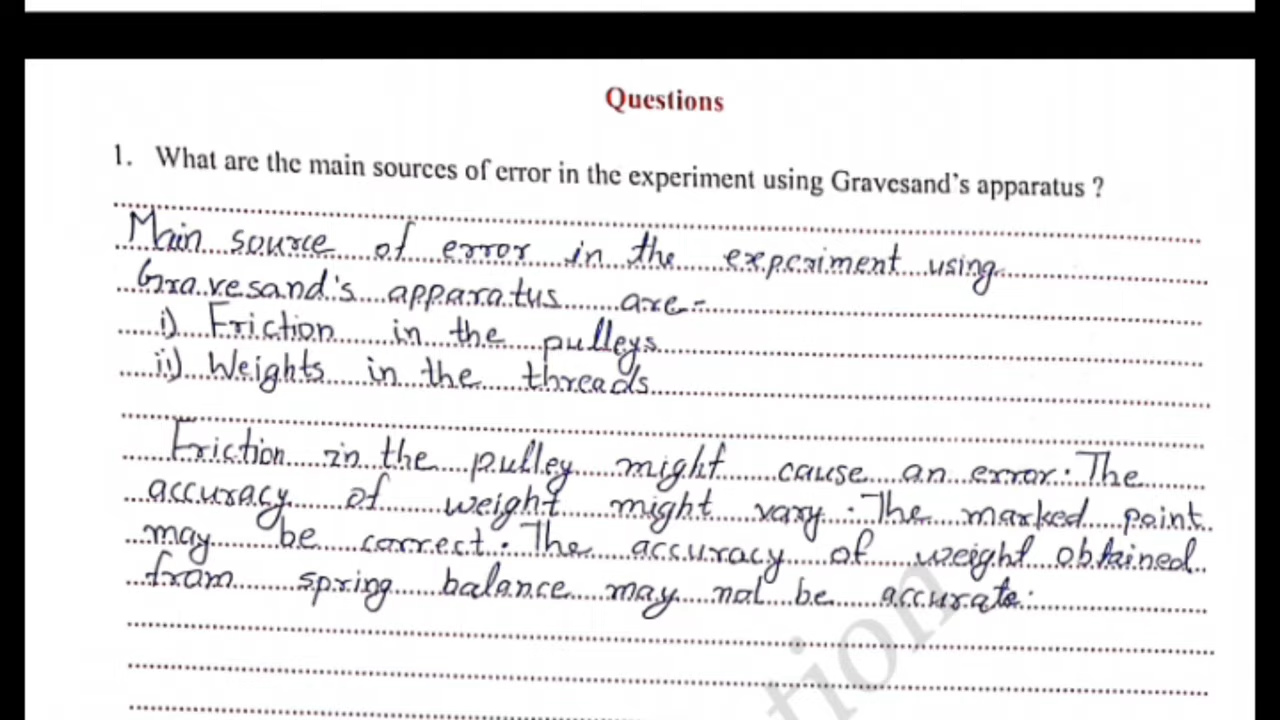 Questions
1. What are the main sources of error in the experiment using Gravesand's apparatus ?
Main source of error in the experiment using
Gravesand's apparatus are-
i) Friction in the pulleys
ii) Weights in the threads
Friction in the pulley might cause an error. The
accuracy of weight might vary. The marked point
may be correct. The accuracy of weight obtained
from spring balance may not be accurate.
tion